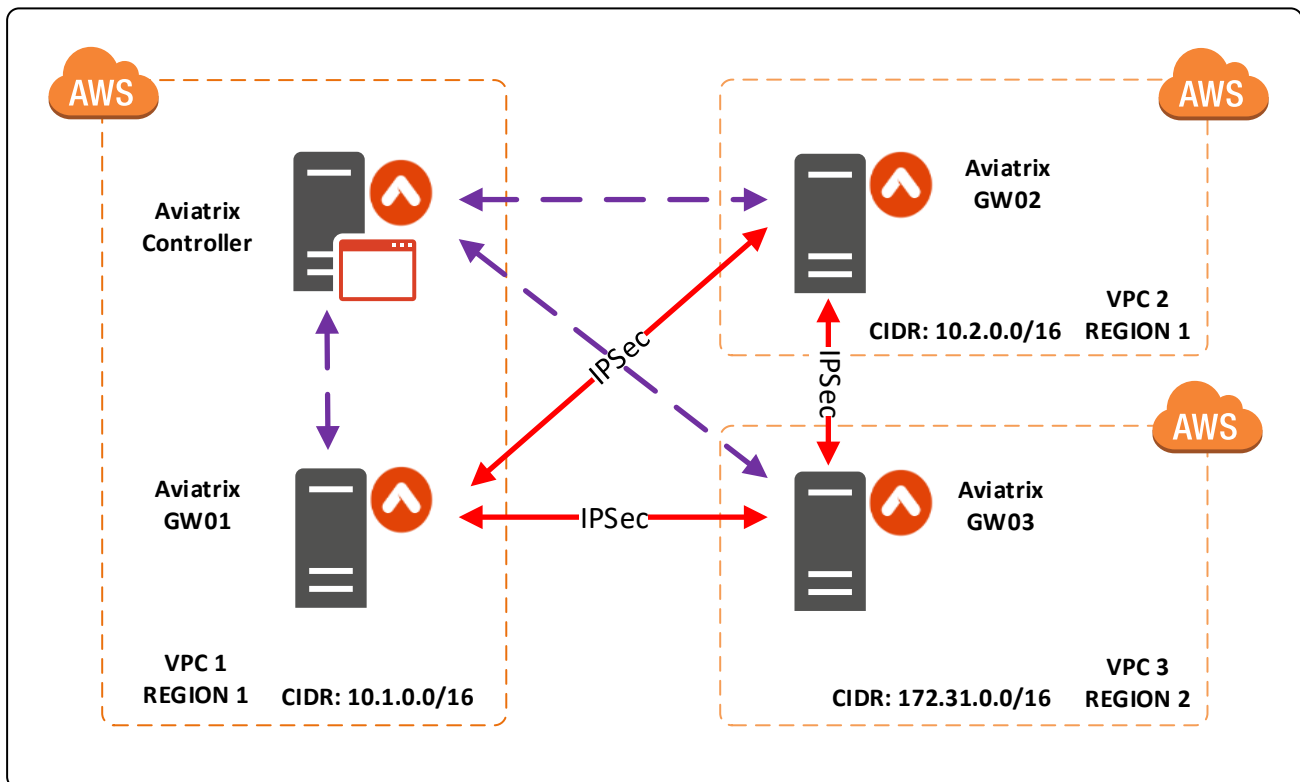 AWS
AWS
Aviatrix
Controller
Aviatrix
GW02
VPC 2
CIDR: 10.2.0.0/16 REGION 1
IPSec
IPSec
AWS
Aviatrix
GW01
IPSec
Aviatrix
GW03
VPC 1
REGION 1 CIDR: 10.1.0.0/16
VPC 3
CIDR: 172.31.0.0/16 REGION 2